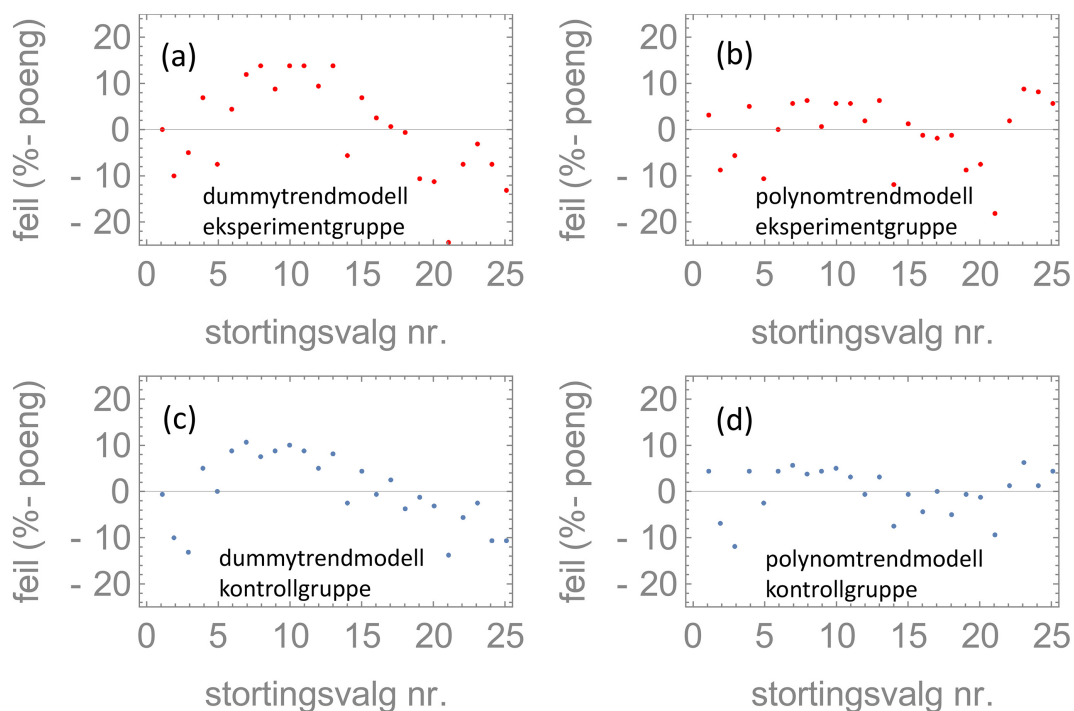 20
10
0
- 10
- 20
feil (%- poeng)
(a)
dummytrendmodell
eksperimentgruppe
0 5 10 15 20 25
stortingsvalg nr.
20
10
0
- 10
- 20
feil (%- poeng)
(b)
polynomtrendmodell
eksperimentgruppe
0 5 10 15 20 25
stortingsvalg nr.
20
10
0
- 10
- 20
feil (%- poeng)
(c)
dummytrendmodell
kontrollgruppe
0 5 10 15 20 25
stortingsvalg nr.
20
10
0
- 10
- 20
feil (%- poeng)
(d)
polynomtrendmodell
kontrollgruppe
0 5 10 15 20 25
stortingsvalg nr.